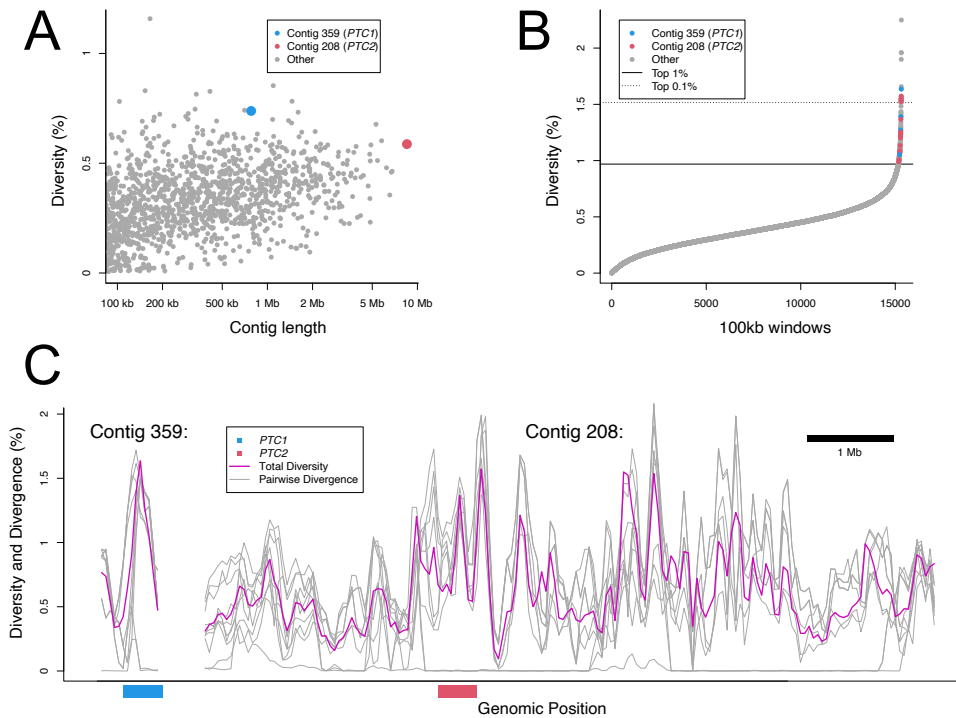 A
Contig 359 (PTC1)
Contig 208 (PTC2)
Other
Diversity (%)
1
0.5
0
100 kb 200 kb 500 kb 1 Mb 2 Mb 5 Mb 10 Mb
Contig length
B
Contig 359 (PTC1)
Contig 208 (PTC2)
Other
Top 1%
Top 0.1%
Diversity (%)
2
1.5
1
0.5
0
0 5000 10000 15000
100kb windows
C
Contig 359:
PTC1
PTC2
Total Diversity
Pairwise Divergence
Contig 208:
1 Mb
Diversity and Divergence (%)
2
1.5
1
0.5
0
Genomic Position